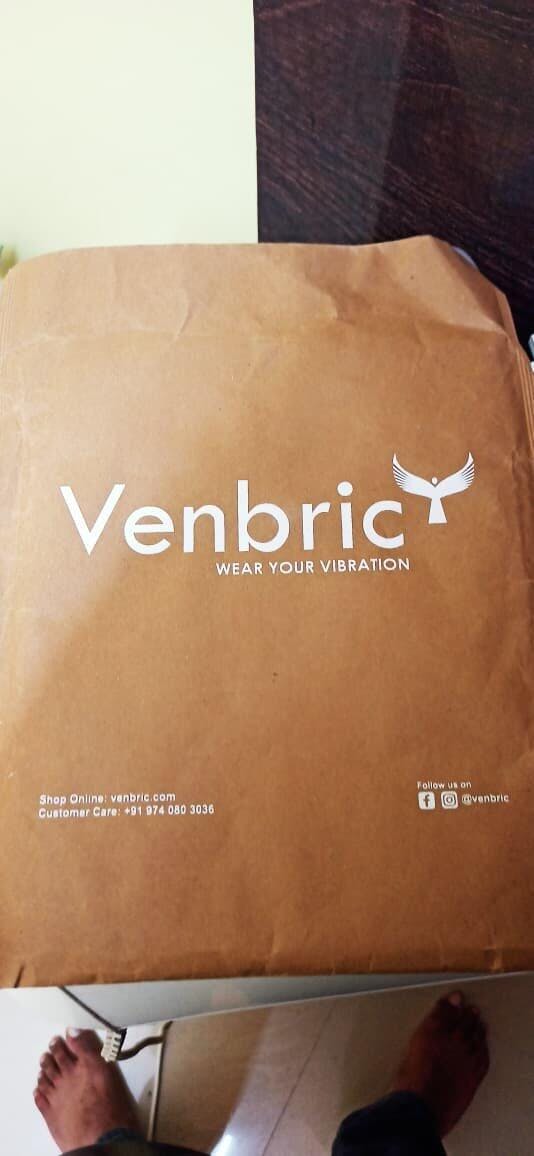 Venbric
WEAR YOUR VIBRATION
Shop Online: venbric.com
Customer Care: +91 974 080 3036
Follow us on
@venbric